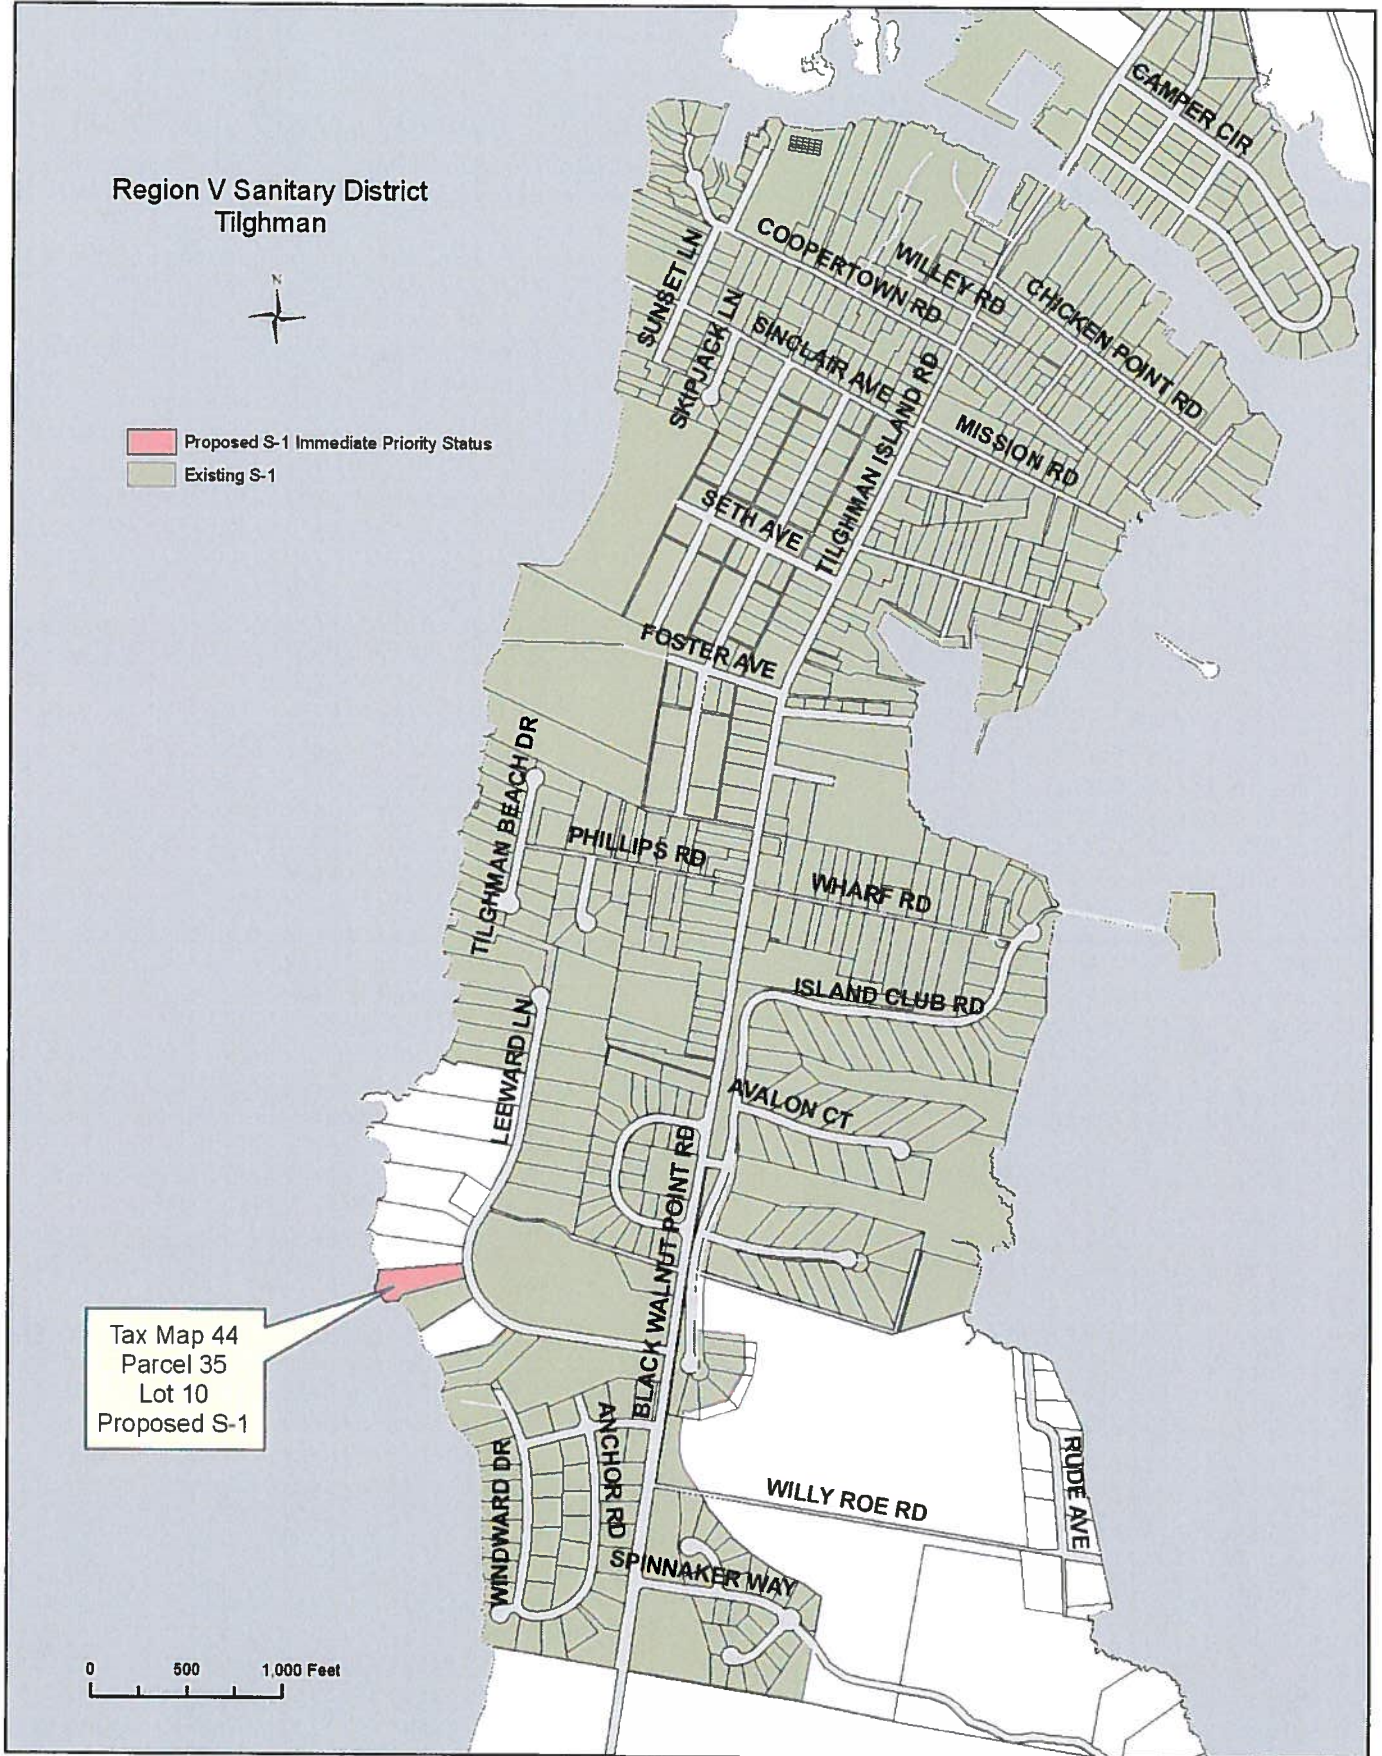 Region V Sanitary District
Tilghman
N
Proposed S-1 Immediate Priority Status
Existing S-1
CAMPER CIR
SUNSET LN
COOPERTOWN RD
WILLEY RD
CHICKEN POINT RD
SKIPJACK LN
SINCLAIR AVE
TILGHMAN ISLAND RD
MISSION RD
SETH AVE
FOSTER AVE
TILGHMAN BEACH DR
PHILLIPS RD
WHARF RD
ISLAND CLUB RD
LEEWARD LN
AVALON CT
BLACK WALNUT POINT RD
Tax Map 44
Parcel 35
Lot 10
Proposed S-1
WINDWARD DR
ANCHOR RD
WILLY ROE RD
RUDE AVE
SPINNAKER WAY
0 500 1,000 Feet